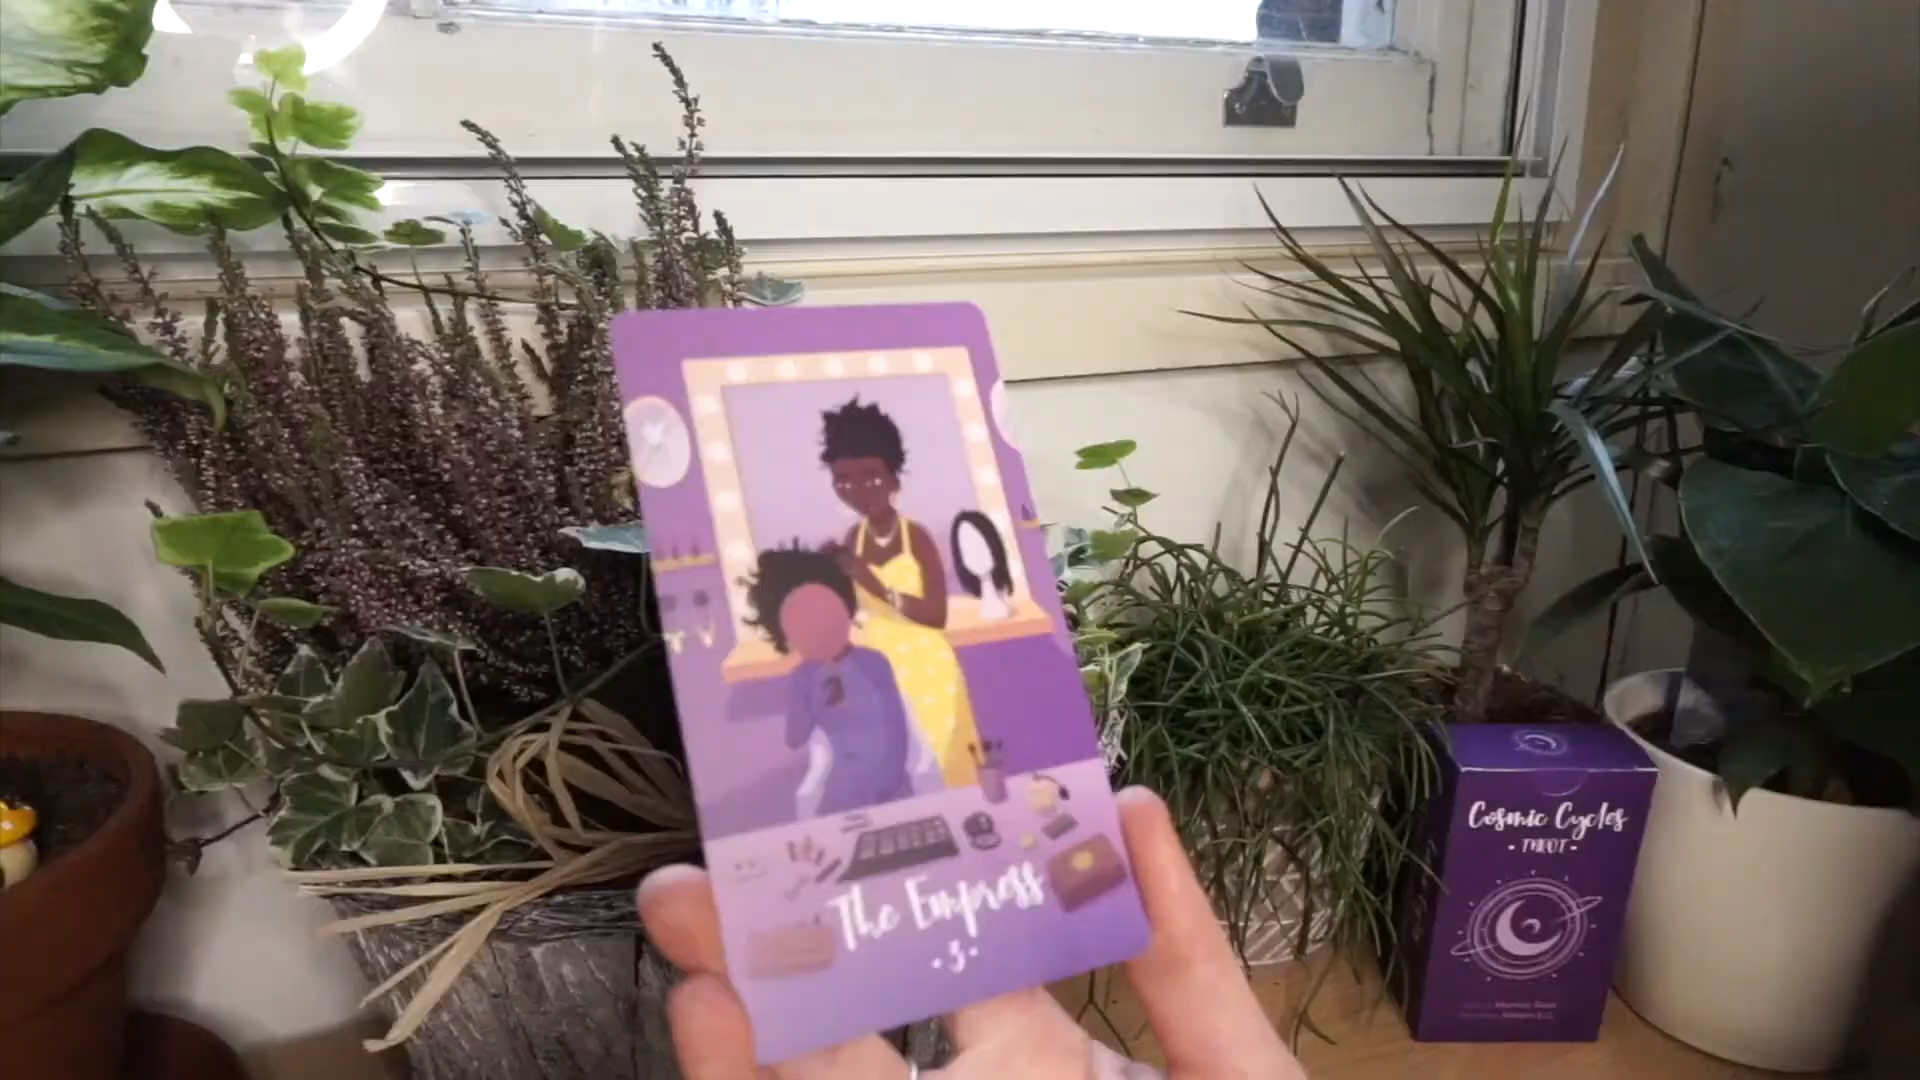 The Empress
• 3 •
Cosmic Cycles
• TAROT •